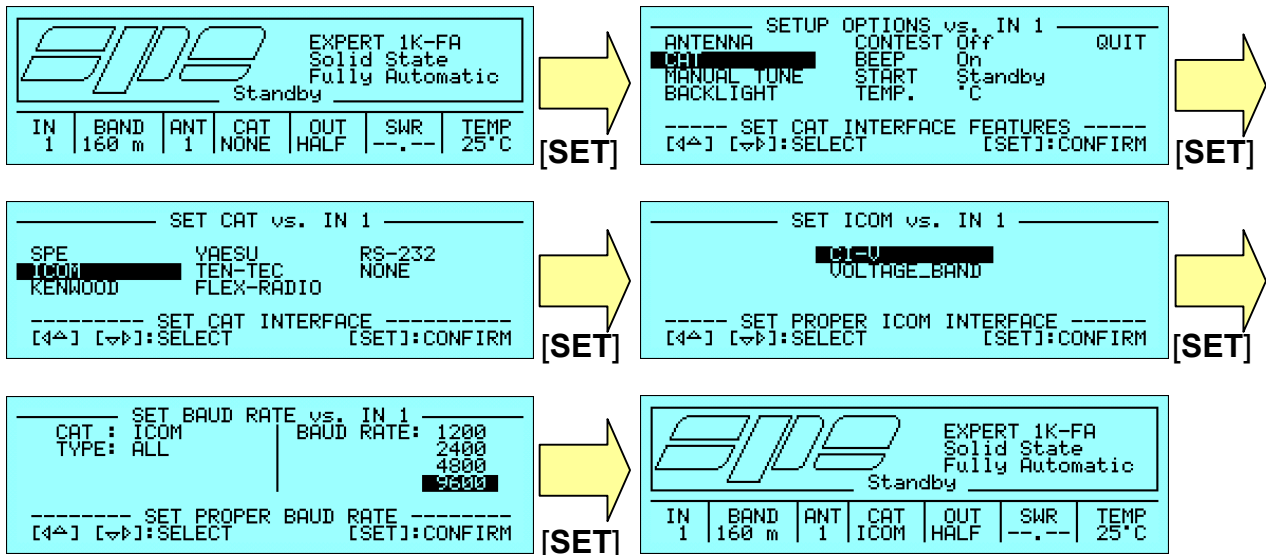 spe
EXPERT 1K-FA
Solid State
Fully Automatic
Standby
IN BAND ANT CAT OUT SWR TEMP
1 160 m 1 NONE HALF --.-- 25°C
[SET]
SETUP OPTIONS vs. IN 1
ANTENNA CONTEST Off QUIT
CAT BEEP On
MANUAL TUNE START Standby
BACKLIGHT TEMP. °C
----- SET CAT INTERFACE FEATURES -----
[◁△] [▽▷]:SELECT [SET]:CONFIRM
[SET]
SET CAT vs. IN 1
SPE YAESU RS-232
ICOM TEN-TEC NONE
KENWOOD FLEX-RADIO
---------- SET CAT INTERFACE ----------
[◁△] [▽▷]:SELECT [SET]:CONFIRM
[SET]
SET ICOM vs. IN 1
CI-V
VOLTAGE_BAND
----- SET PROPER ICOM INTERFACE ------
[◁△] [▽▷]:SELECT [SET]:CONFIRM
[SET]
SET BAUD RATE vs. IN 1
CAT : ICOM BAUD RATE: 1200
TYPE: ALL 2400
4800
9600
-------- SET PROPER BAUD RATE --------
[◁△] [▽▷]:SELECT [SET]:CONFIRM
[SET]
spe
EXPERT 1K-FA
Solid State
Fully Automatic
Standby
IN BAND ANT CAT OUT SWR TEMP
1 160 m 1 ICOM HALF --.-- 25°C